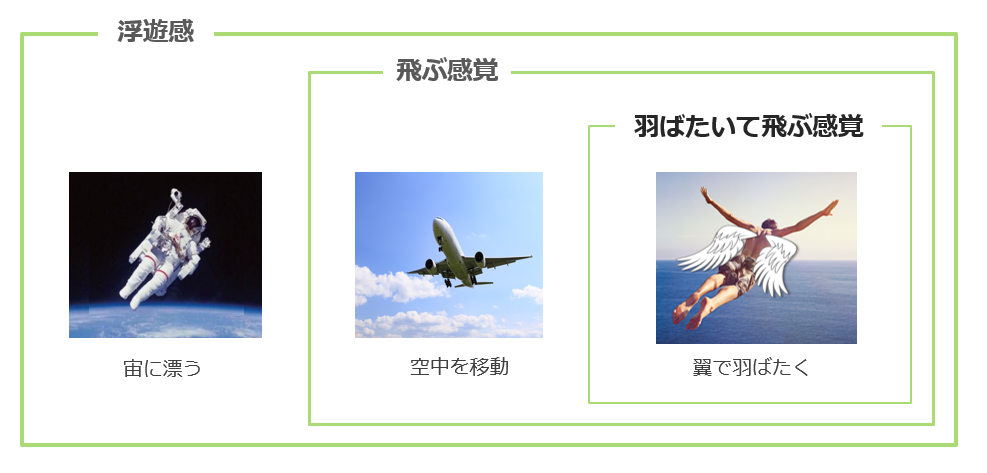 浮遊感
飛ぶ感覚
羽ばたいて飛ぶ感覚
宙に漂う
空中を移動
翼で羽ばたく